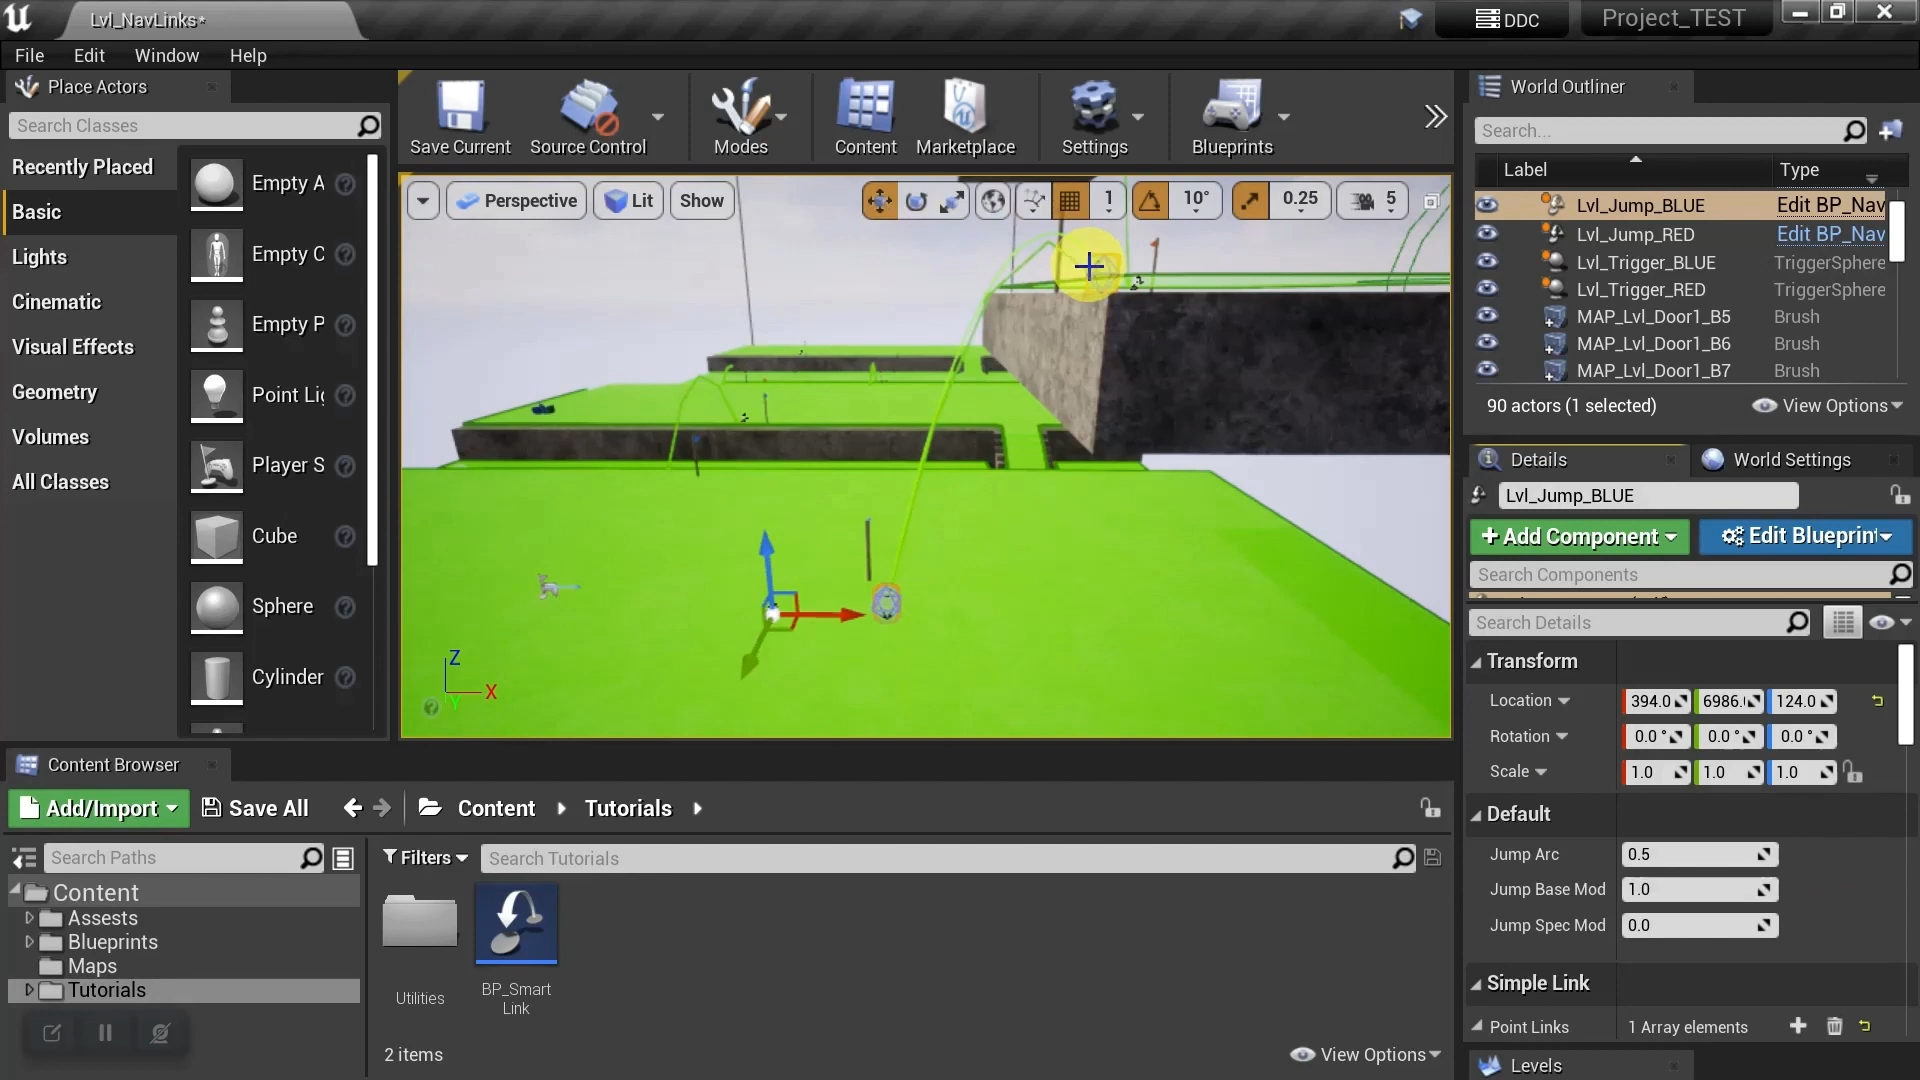 Lvl_NavLinks*
DDC
Project_TEST
File Edit Window Help
Place Actors
Search Classes
Recently Placed
Basic
Lights
Cinematic
Visual Effects
Geometry
Volumes
All Classes
Empty A
Empty C
Empty P
Point Lig
Player S
Cube
Sphere
Cylinder
Save Current
Source Control
Modes
Content
Marketplace
Settings
Blueprints
Perspective
Lit
Show
1
10°
0.25
5
Z
X
Y
World Outliner
Search...
Label Type
Lvl_Jump_BLUE Edit BP_Nav
Lvl_Jump_RED Edit BP_Nav
Lvl_Trigger_BLUE TriggerSphere
Lvl_Trigger_RED TriggerSphere
MAP_Lvl_Door1_B5 Brush
MAP_Lvl_Door1_B6 Brush
MAP_Lvl_Door1_B7 Brush
90 actors (1 selected)
View Options
Details
World Settings
Lvl_Jump_BLUE
+ Add Component
Edit Blueprint
Search Components
Search Details
Transform
Location 394.0 6986. 124.0
Rotation 0.0 ° 0.0 ° 0.0 °
Scale 1.0 1.0 1.0
Default
Jump Arc 0.5
Jump Base Mod 1.0
Jump Spec Mod 0.0
Simple Link
Point Links 1 Array elements
Levels
Content Browser
Add/Import
Save All
Content
Tutorials
Search Paths
Filters
Search Tutorials
Content
Assests
Blueprints
Maps
Tutorials
Utilities
BP_Smart
Link
2 items
View Options